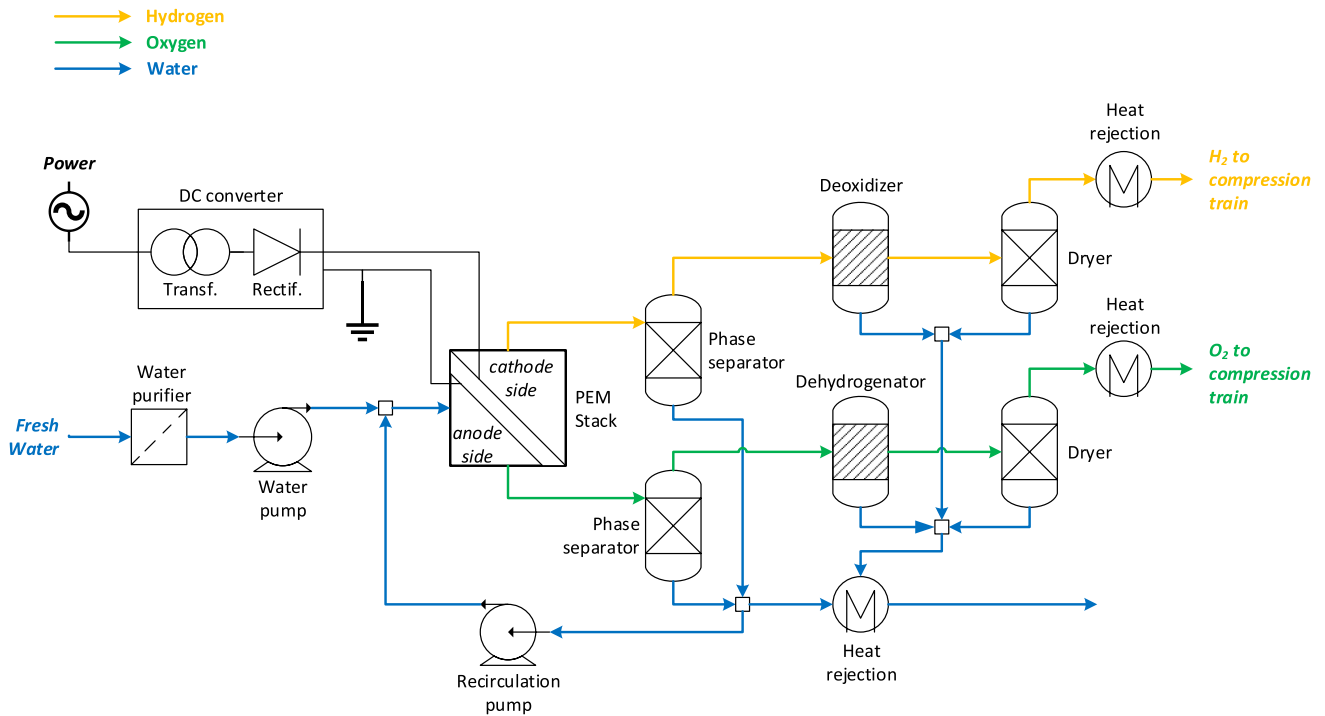 Hydrogen
Oxygen
Water
Heat
rejection
Power
H₂ to
compression
train
DC converter
Deoxidizer
Transf.
Rectif.
Dryer
Heat
rejection
Phase
separator
cathode
side
O₂ to
compression
train
Water
purifier
Dehydrogenator
PEM
Stack
Fresh
Water
anode
side
Dryer
Water
pump
Phase
separator
Heat
rejection
Recirculation
pump